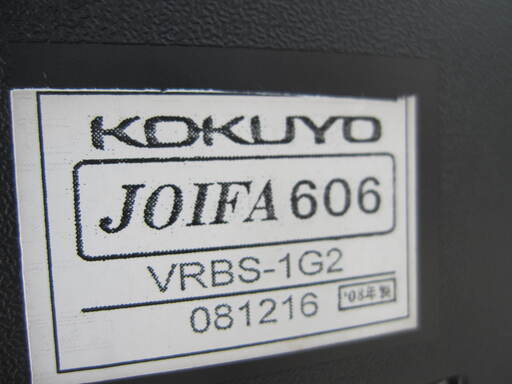 KOKUYO
JOIFA 606
VRBS-1G2
081216 '08年製